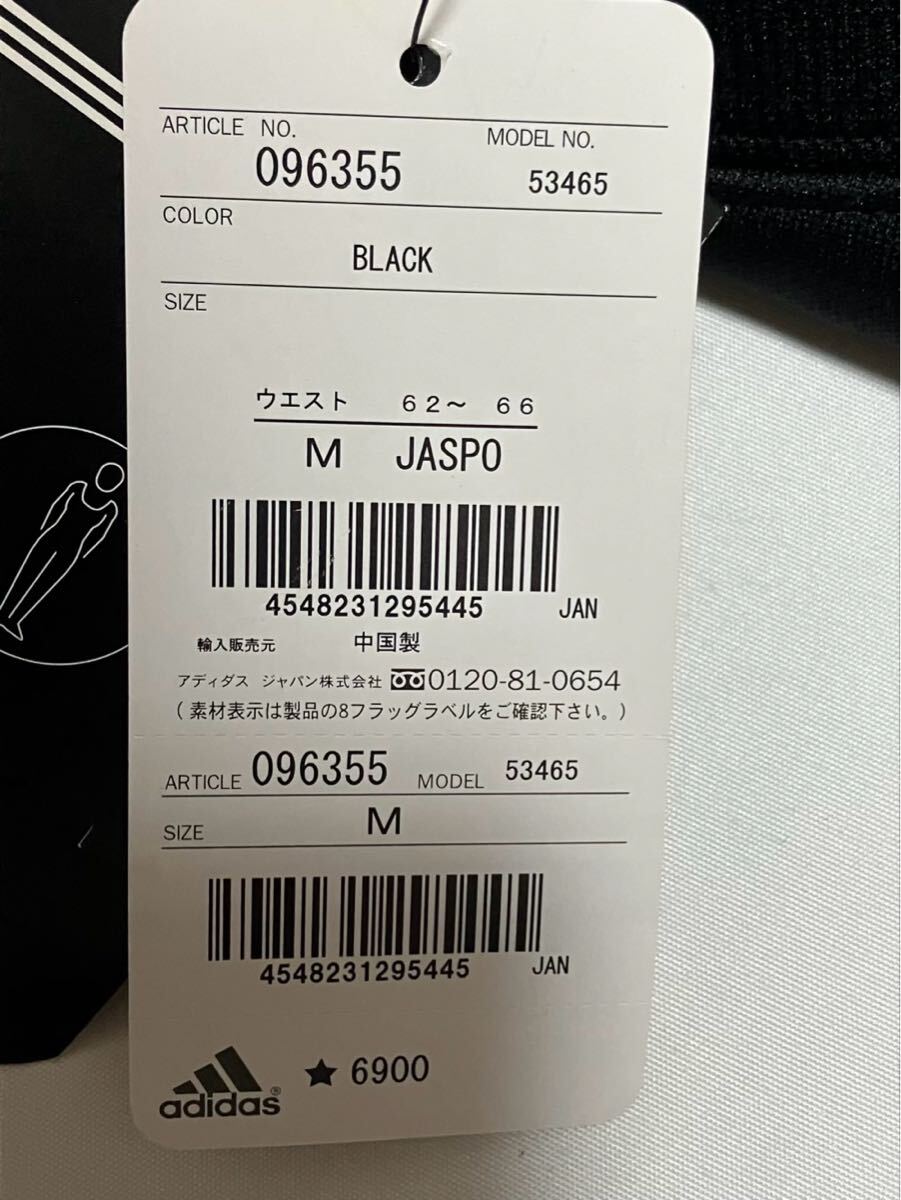 ARTICLE NO. MODEL NO.
096355 53465
COLOR
BLACK
SIZE
ウエスト 62～ 66
M JASPO
4548231295445 JAN
輸入販売元 中国製
アディダス ジャパン株式会社 0120-81-0654
(素材表示は製品の8フラッグラベルをご確認下さい。)
ARTICLE 096355 MODEL 53465
SIZE M
4548231295445 JAN
adidas® ★ 6900